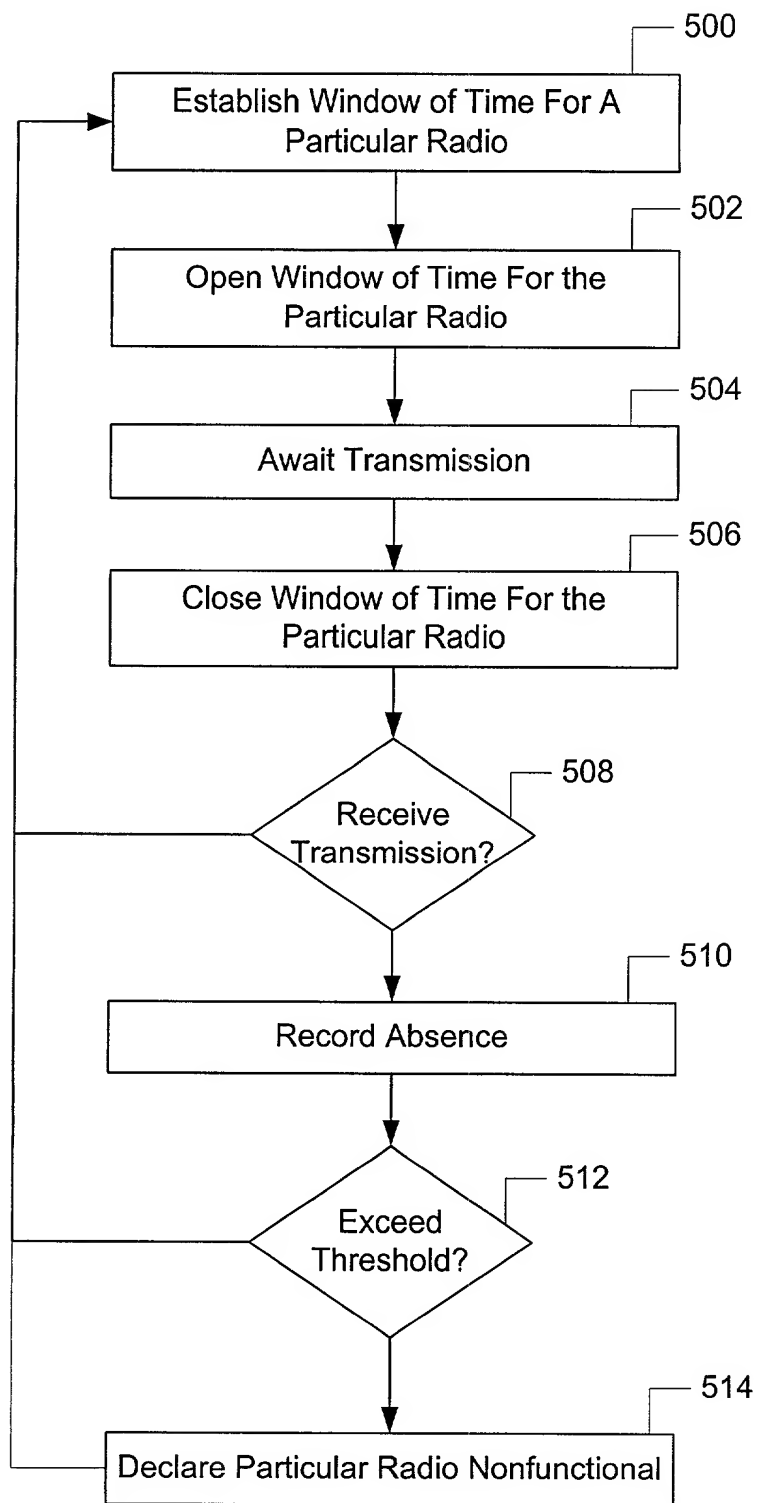 500
Establish Window of Time For A
Particular Radio
502
Open Window of Time For the
Particular Radio
504
Await Transmission
506
Close Window of Time For the
Particular Radio
508
Receive
Transmission?
510
Record Absence
512
Exceed
Threshold?
514
Declare Particular Radio Nonfunctional